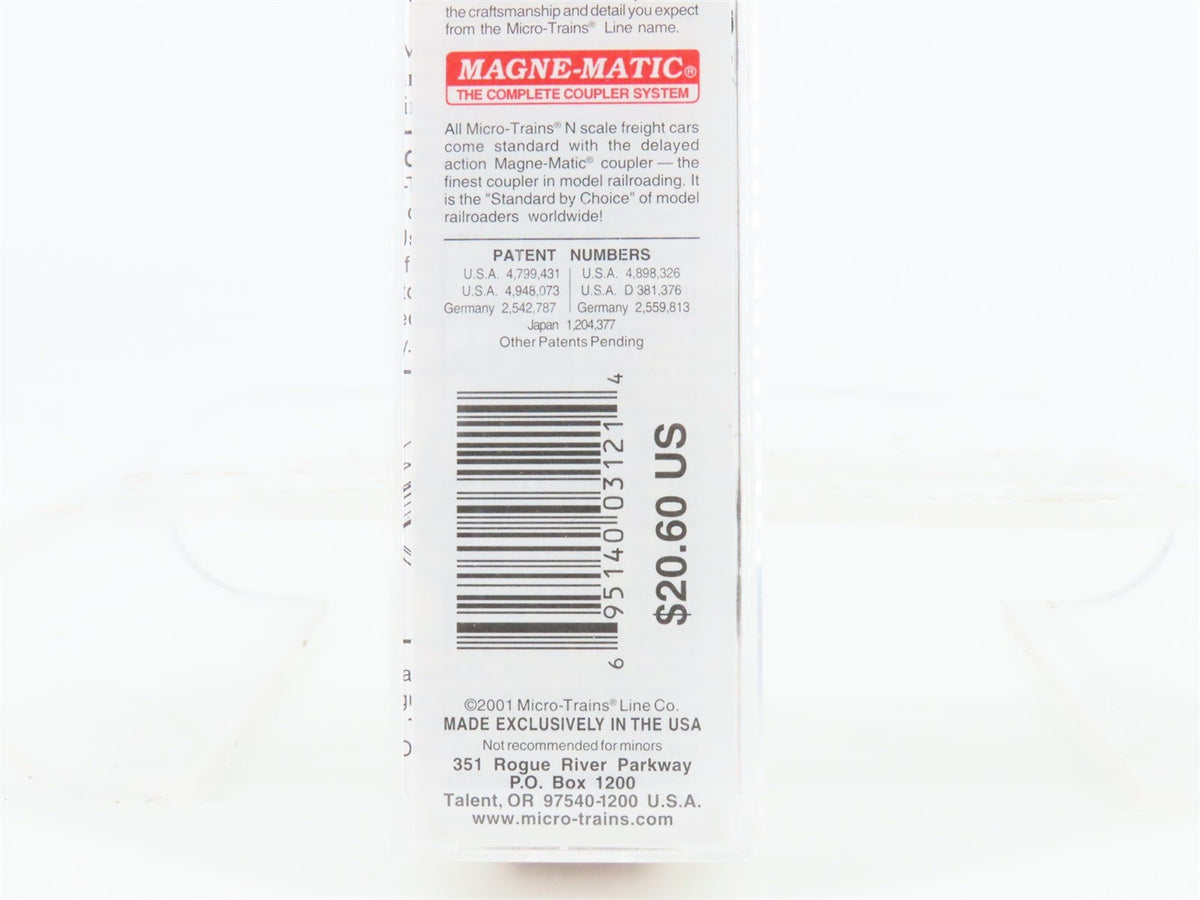 the craftsmanship and detail you expect
from the Micro-Trains® Line name.
MAGNE-MATIC®
THE COMPLETE COUPLER SYSTEM
All Micro-Trains® N scale freight cars
come standard with the delayed
action Magne-Matic® coupler — the
finest coupler in model railroading. It
is the "Standard by Choice" of model
railroaders worldwide!
PATENT NUMBERS
U.S.A. 4,799,431 | U.S.A. 4,898,326
U.S.A. 4,948,073 | U.S.A. D 381,376
Germany 2,542,787 | Germany 2,559,813
Japan 1,204,377
Other Patents Pending
6 95140 03121 4
$20.60 US
©2001 Micro-Trains® Line Co.
MADE EXCLUSIVELY IN THE USA
Not recommended for minors
351 Rogue River Parkway
P.O. Box 1200
Talent, OR 97540-1200 U.S.A.
www.micro-trains.com